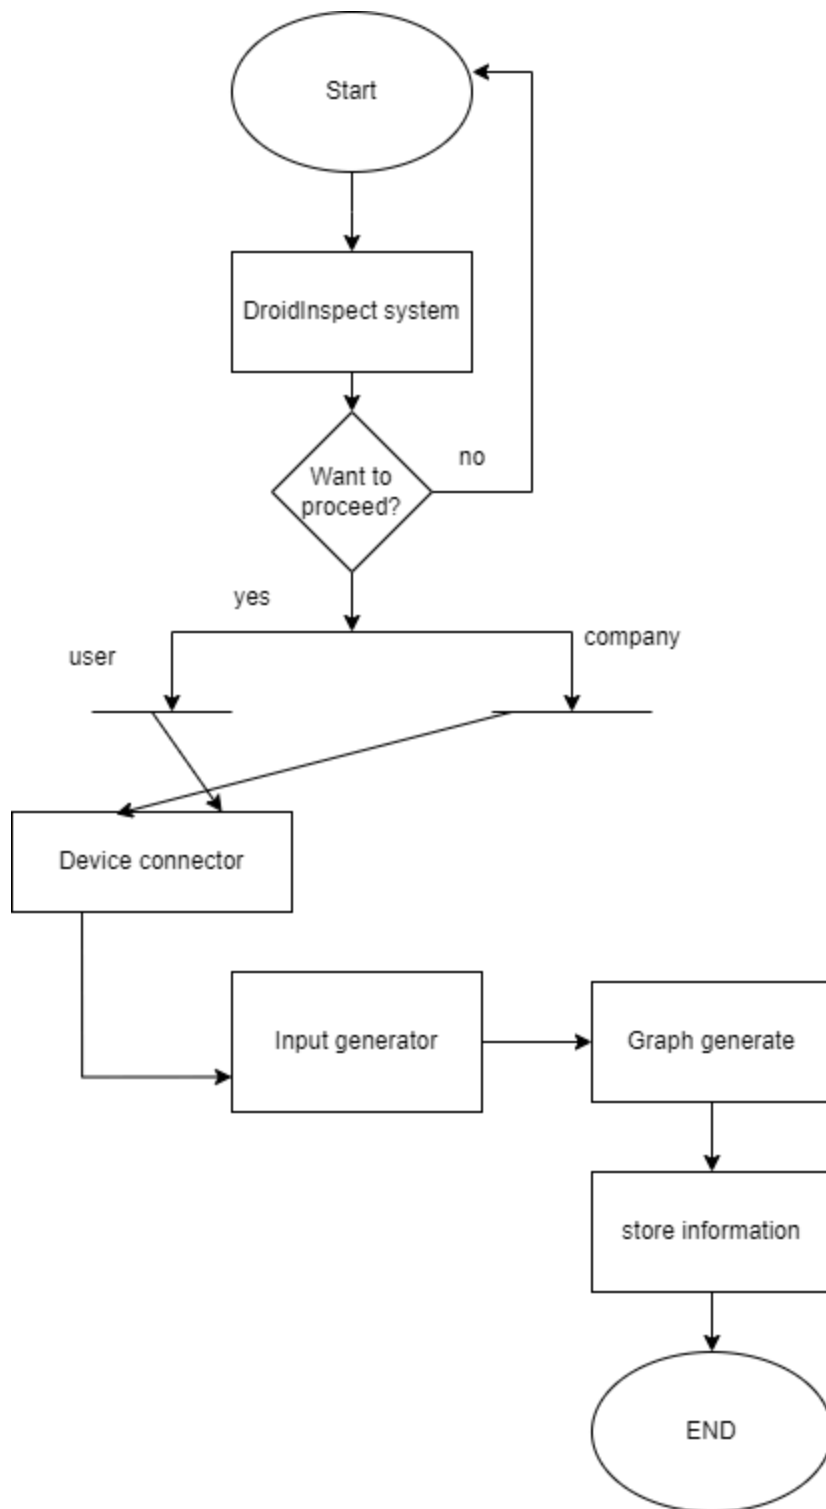 Start
DroidInspect system
Want to
proceed?
no
yes
user
company
Device connector
Input generator
Graph generate
store information
END